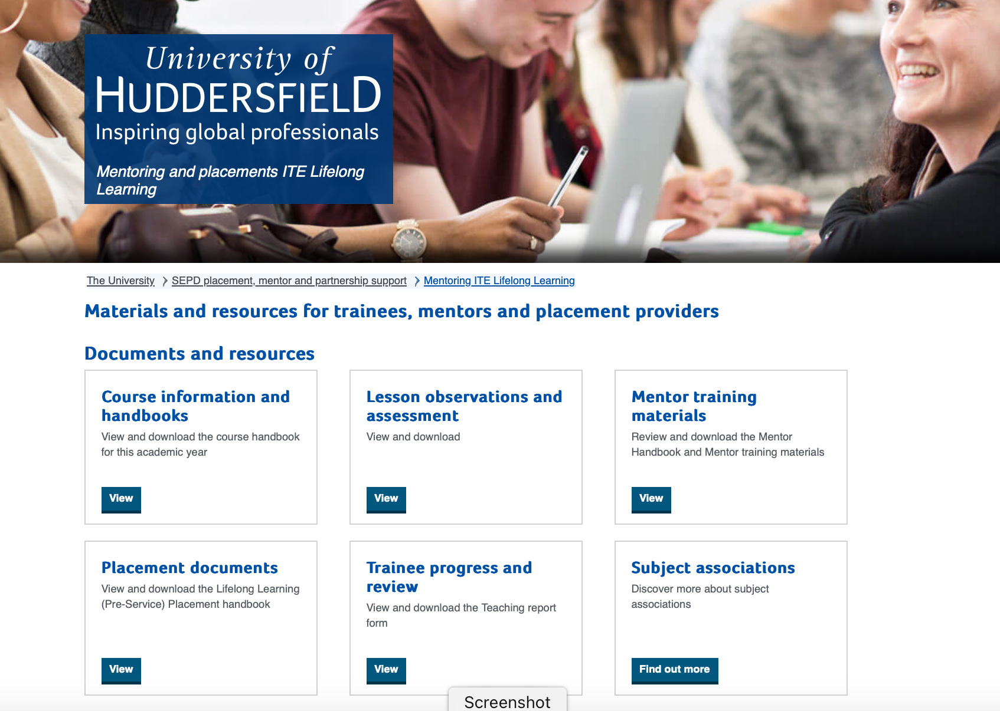 University of
HUDDERSFIELD
Inspiring global professionals
Mentoring and placements ITE Lifelong
Learning
The University
SEPD placement, mentor and partnership support
Mentoring ITE Lifelong Learning
Materials and resources for trainees, mentors and placement providers
Documents and resources
Course information and
handbooks
View and download the course handbook
for this academic year
View
Lesson observations and
assessment
View and download
View
Mentor training
materials
Review and download the Mentor
Handbook and Mentor training materials
View
Placement documents
View and download the Lifelong Learning
(Pre-Service) Placement handbook
View
Trainee progress and
review
View and download the Teaching report
form
View
Subject associations
Discover more about subject
associations
Find out more
Screenshot